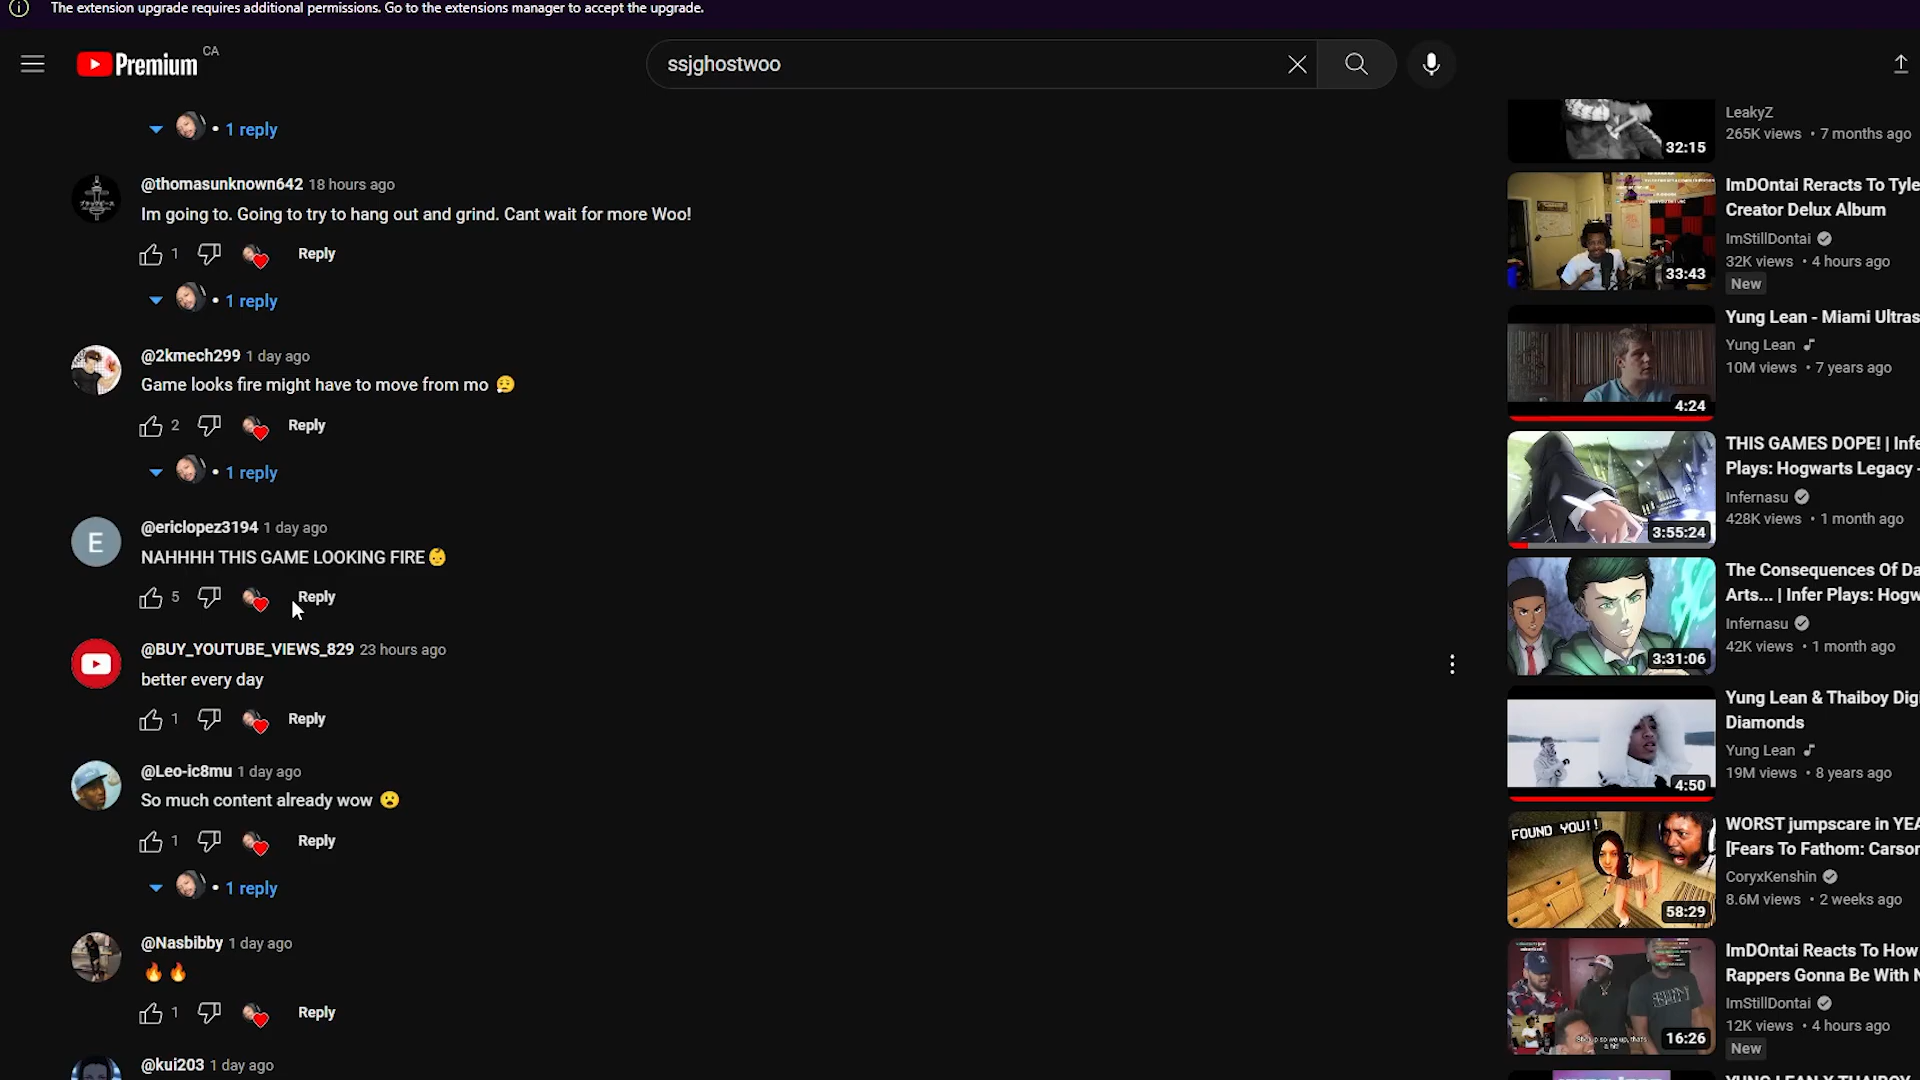 The extension upgrade requires additional permissions. Go to the extensions manager to accept the upgrade.
Premium CA
ssjghostwoo
1 reply
@thomasunknown642 18 hours ago
Im going to. Going to try to hang out and grind. Cant wait for more Woo!
1 Reply
1 reply
@2kmech299 1 day ago
Game looks fire might have to move from mo 😮‍💨
2 Reply
1 reply
@ericlopez3194 1 day ago
NAHHHH THIS GAME LOOKING FIRE👶
5 Reply
@BUY_YOUTUBE_VIEWS_829 23 hours ago
better every day
1 Reply
@Leo-ic8mu 1 day ago
So much content already wow 😮
1 Reply
1 reply
@Nasbibby 1 day ago
🔥🔥
1 Reply
@kui203 1 day ago
LeakyZ
265K views • 7 months ago
32:15
ImDOntai Reracts To Tyle
Creator Delux Album
ImStillDontai
32K views • 4 hours ago
New
33:43
Yung Lean - Miami Ultras
Yung Lean
10M views • 7 years ago
4:24
THIS GAMES DOPE! | Infe
Plays: Hogwarts Legacy -
Infernasu
428K views • 1 month ago
3:55:24
The Consequences Of Da
Arts... | Infer Plays: Hogw
Infernasu
42K views • 1 month ago
3:31:06
Yung Lean & Thaiboy Digi
Diamonds
Yung Lean
19M views • 8 years ago
4:50
FOUND YOU!!
WORST jumpscare in YEA
[Fears To Fathom: Carson
CoryxKenshin
8.6M views • 2 weeks ago
58:29
ImDOntai Reacts To How
Rappers Gonna Be With N
ImStillDontai
12K views • 4 hours ago
New
16:26